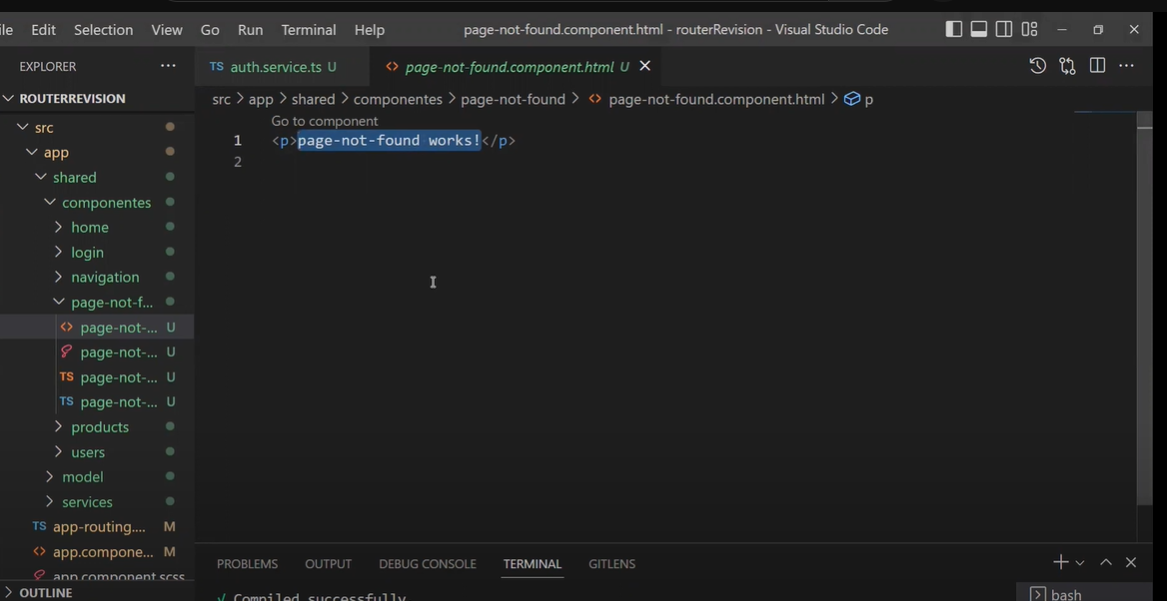 le Edit Selection View Go Run Terminal Help page-not-found.component.html - routerRevision - Visual Studio Code
EXPLORER ···
TS auth.service.ts U <> page-not-found.component.html U
ROUTERREVISION
src > app > shared > componentes > page-not-found > <> page-not-found.component.html > p
Go to component
1 <p>page-not-found works!</p>
2
src
app
shared
componentes
home
login
navigation
page-not-f...
<> page-not-... U
page-not-... U
TS page-not-... U
TS page-not-... U
products
users
model
services
TS app-routing.... M
<> app.compone... M
app.component.scss
OUTLINE
PROBLEMS OUTPUT DEBUG CONSOLE TERMINAL GITLENS
√ Compiled successfully.
bash